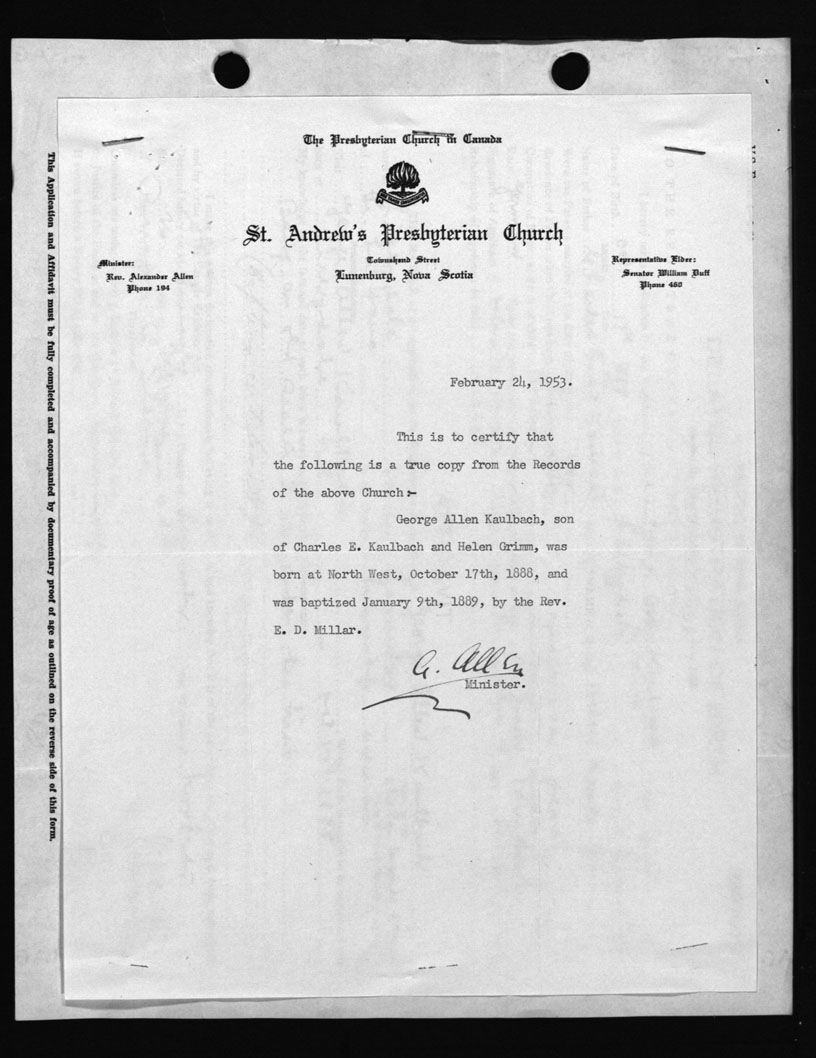 The Presbyterian Church in Canada
St. Andrew's Presbyterian Church
Townshend Street
Lunenburg, Nova Scotia
Minister:
Rev. Alexander Allen
Phone 194
Representative Elder:
Senator William Duff
Phone 460
February 24, 1953.
This is to certify that
the following is a true copy from the Records
of the above Church:-
George Allen Kaulbach, son
of Charles E. Kaulbach and Helen Grimm, was
born at North West, October 17th, 1888, and
was baptized January 9th, 1889, by the Rev.
E. D. Millar.
A. Allen
Minister.
This Application and Affidavit must be fully completed and accompanied by documentary proof of age as outlined on the reverse side of this form.